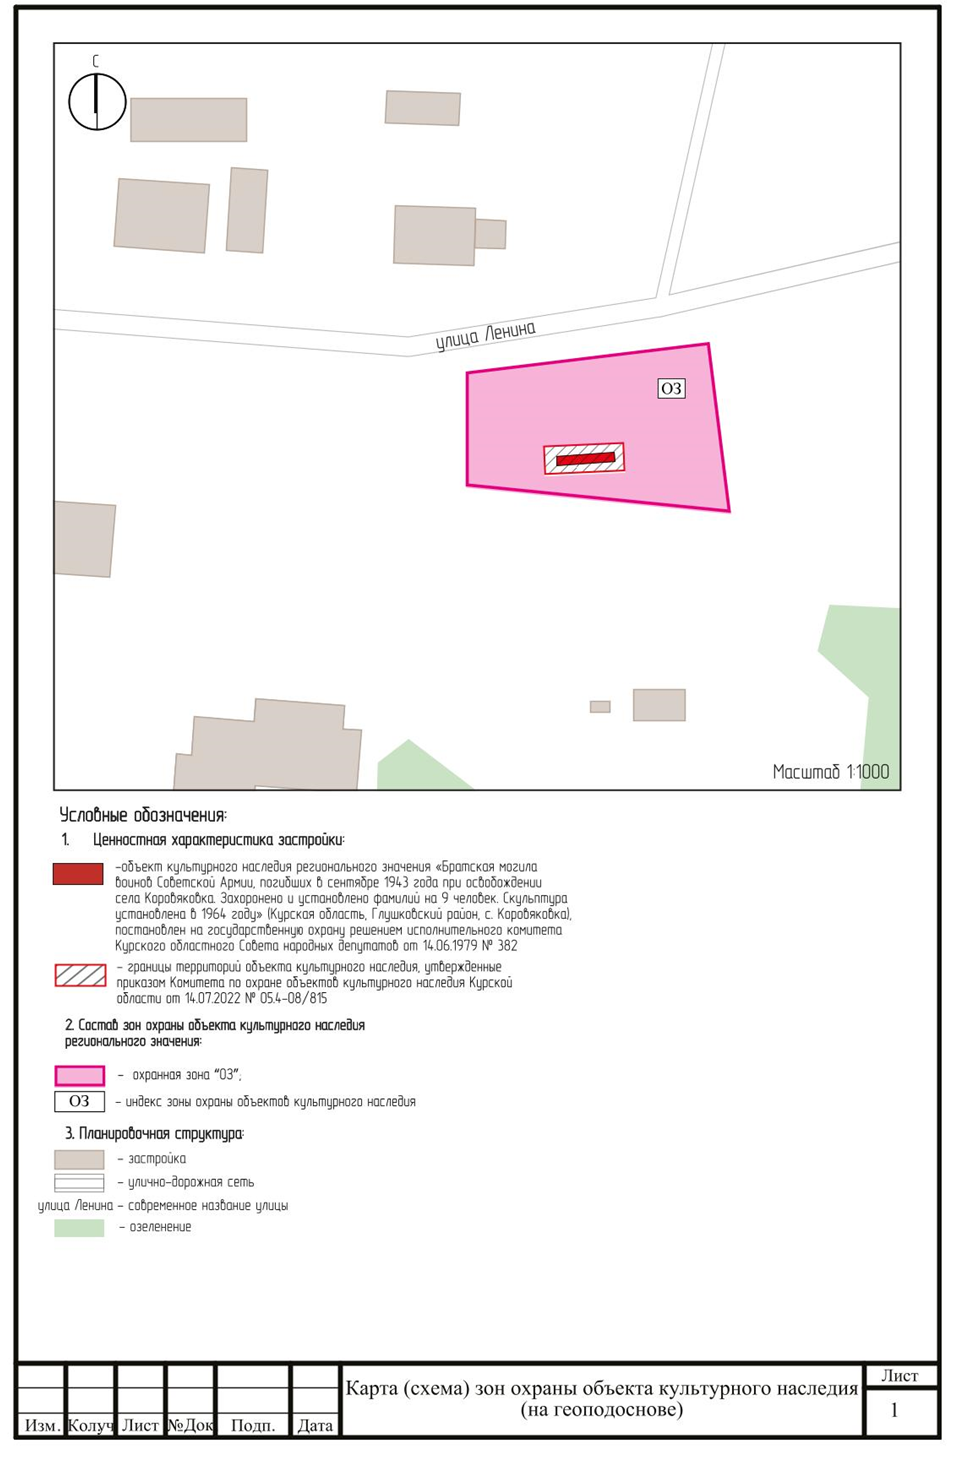 С
улица Ленина
ОЗ
Масштаб 1:1000
Условные обозначения:
1. Ценностная характеристика застройки:
-объект культурного наследия регионального значения «Братская могила
воинов Советской Армии, погибших в сентябре 1943 года при освобождении
села Коровяковка. Захоронено и установлено фамилий на 9 человек. Скульптура
установлена в 1964 году» (Курская область, Глушковский район, с. Коровяковка),
постановлен на государственную охрану решением исполнительного комитета
Курского областного Совета народных депутатов от 14.06.1979 № 382
- границы территорий объекта культурного наследия, утвержденные
приказом Комитета по охране объектов культурного наследия Курской
области от 14.07.2022 № 05.4-08/815
2. Состав зон охраны объекта культурного наследия
регионального значения:
- охранная зона "ОЗ";
ОЗ - индекс зоны охраны объектов культурного наследия
3. Планировочная структура:
- застройка
- улично-дорожная сеть
улица Ленина - современное название улицы
- озеленение
Карта (схема) зон охраны объекта культурного наследия
(на геоподоснове)
Лист
1
Изм. Колуч Лист №Док Подп. Дата